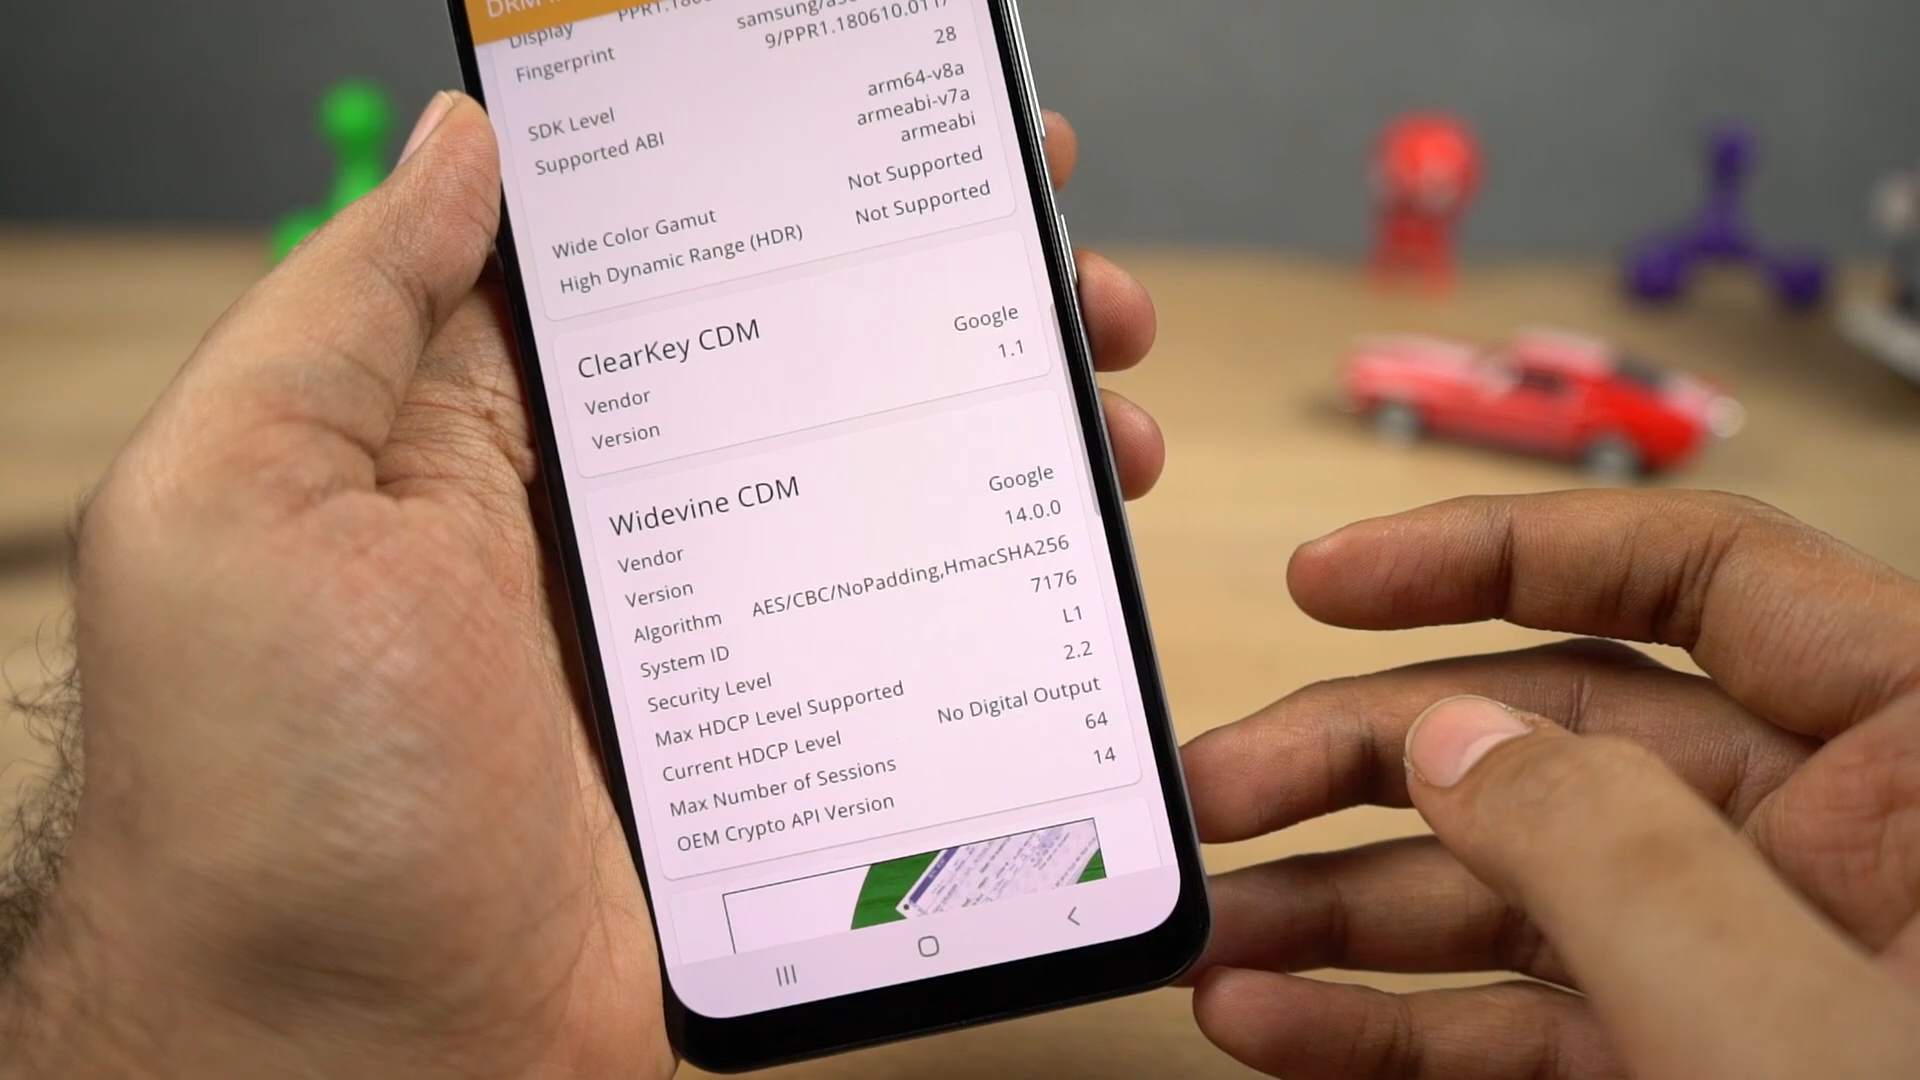 DRM
Display PPR1.180
Fingerprint samsung/a
9/PPR1.180610.011/
SDK Level 28
Supported ABI arm64-v8a
armeabi-v7a
armeabi
Wide Color Gamut Not Supported
High Dynamic Range (HDR) Not Supported
ClearKey CDM
Vendor Google
Version 1.1
Widevine CDM
Vendor Google
Version 14.0.0
Algorithm AES/CBC/NoPadding,HmacSHA256
System ID 7176
Security Level L1
Max HDCP Level Supported 2.2
Current HDCP Level No Digital Output
Max Number of Sessions 64
OEM Crypto API Version 14